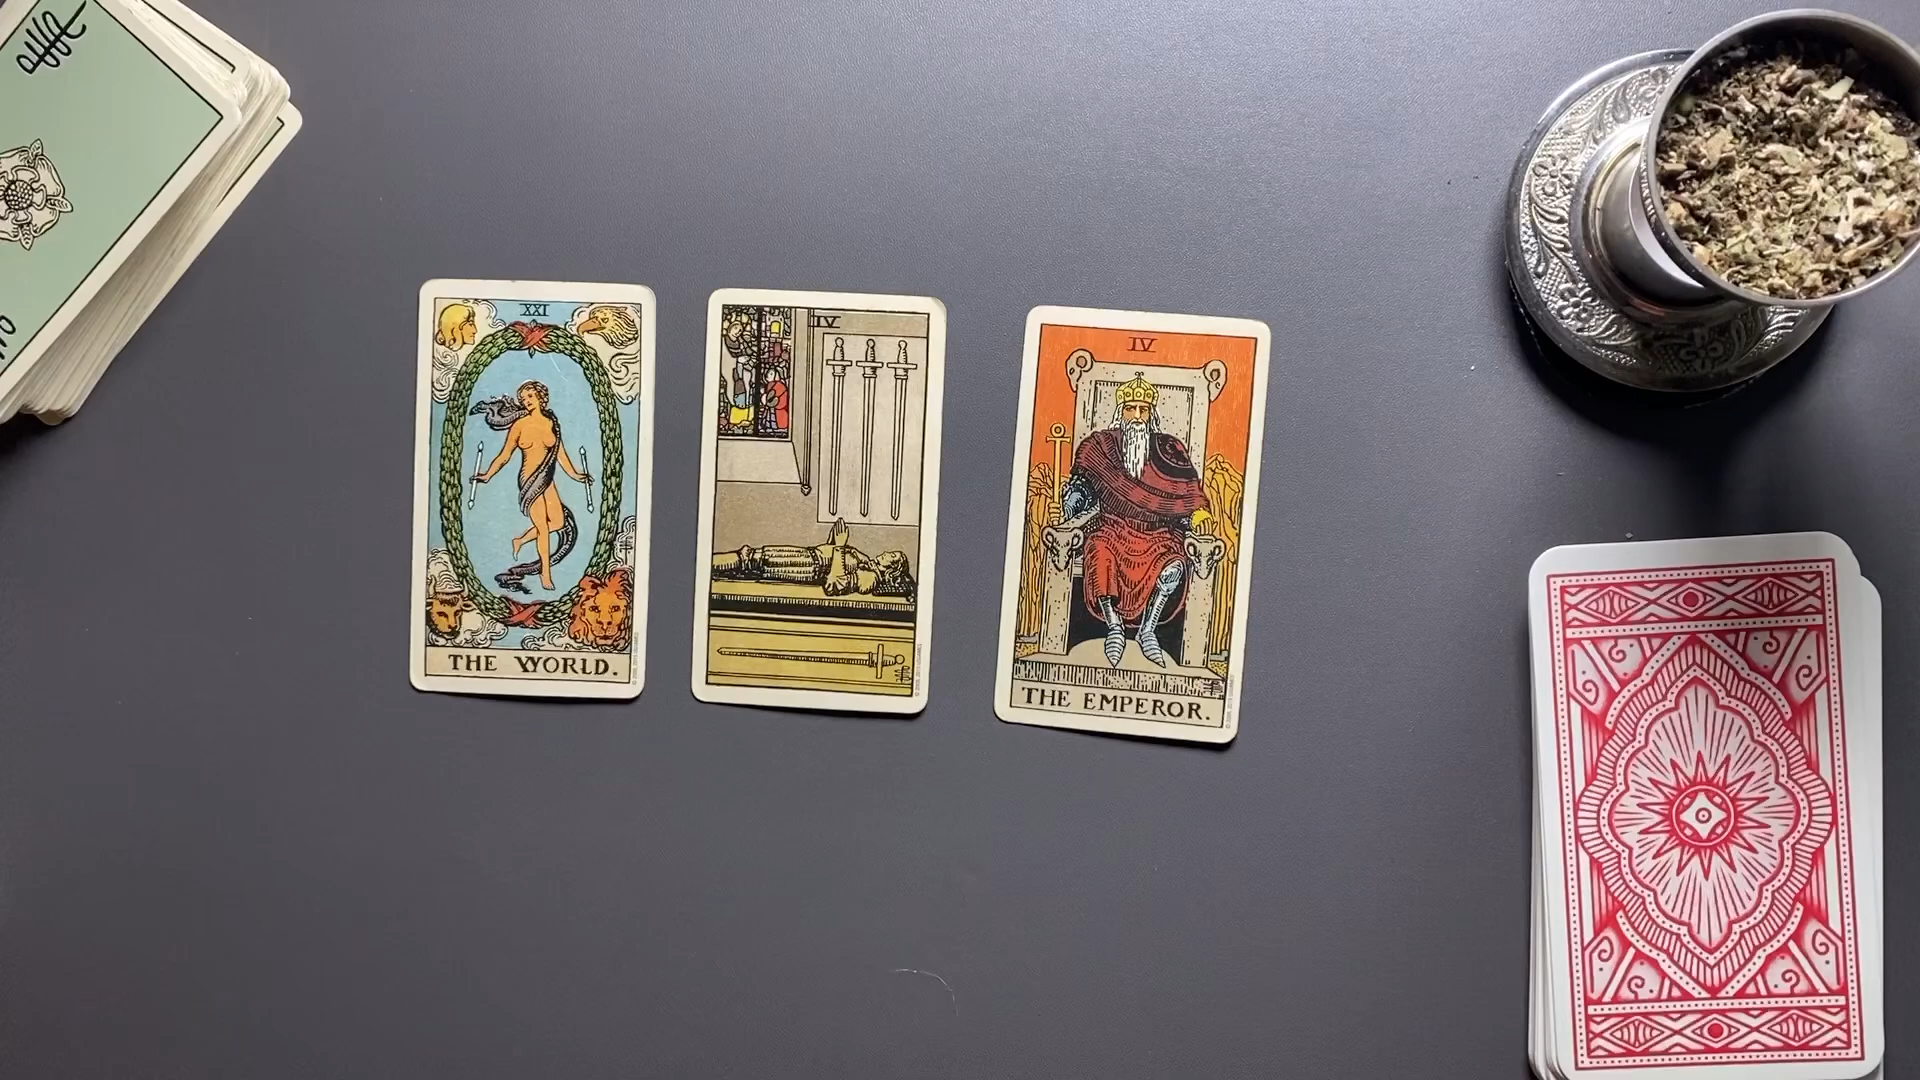 XXI
THE WORLD.
IV
IV
THE EMPEROR.